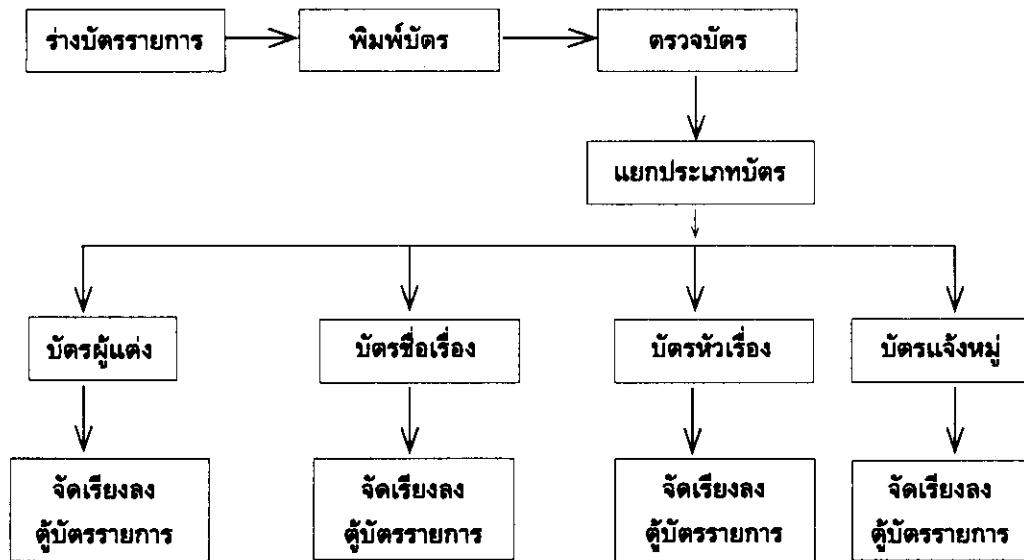 ร่างบัตรรายการ
พิมพ์บัตร
ตรวจบัตร
แยกประเภทบัตร
บัตรผู้แต่ง
บัตรชื่อเรื่อง
บัตรหัวเรื่อง
บัตรแจ้งหมู่
จัดเรียงลง
ตู้บัตรรายการ
จัดเรียงลง
ตู้บัตรรายการ
จัดเรียงลง
ตู้บัตรรายการ
จัดเรียงลง
ตู้บัตรรายการ